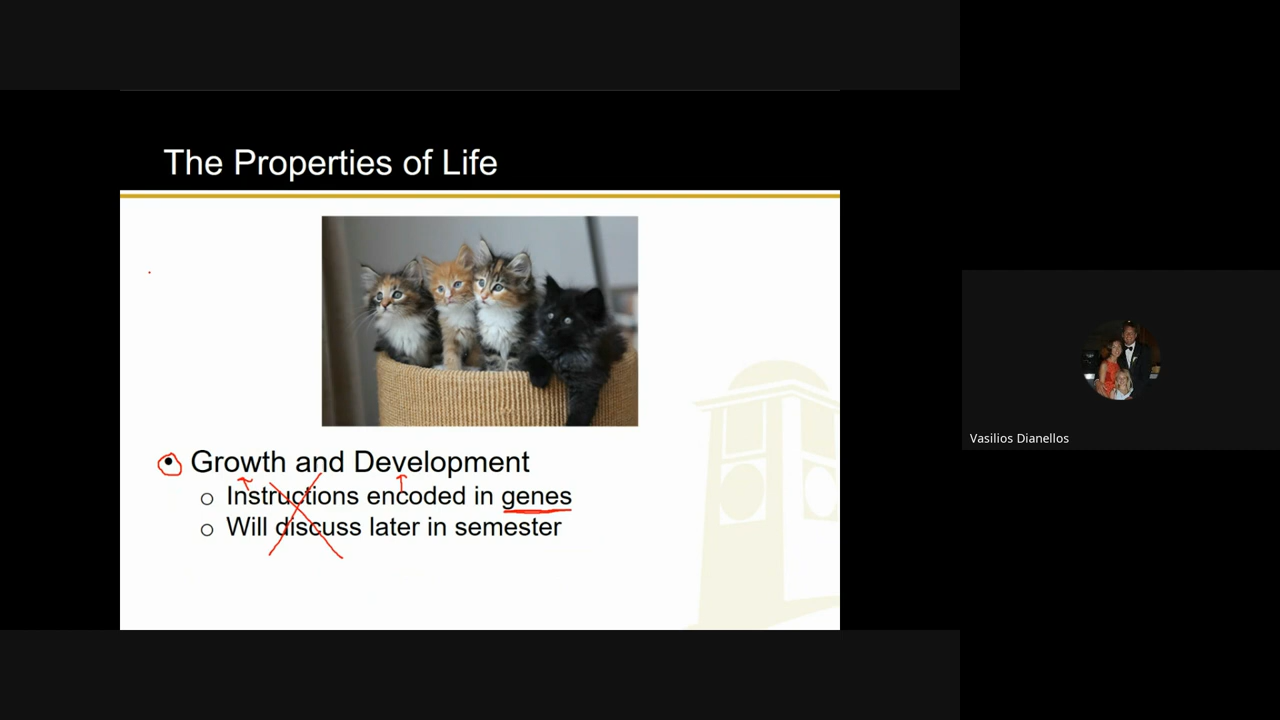 The Properties of Life
Growth and Development
Instructions encoded in genes
Will discuss later in semester
Vasilios Dianellos